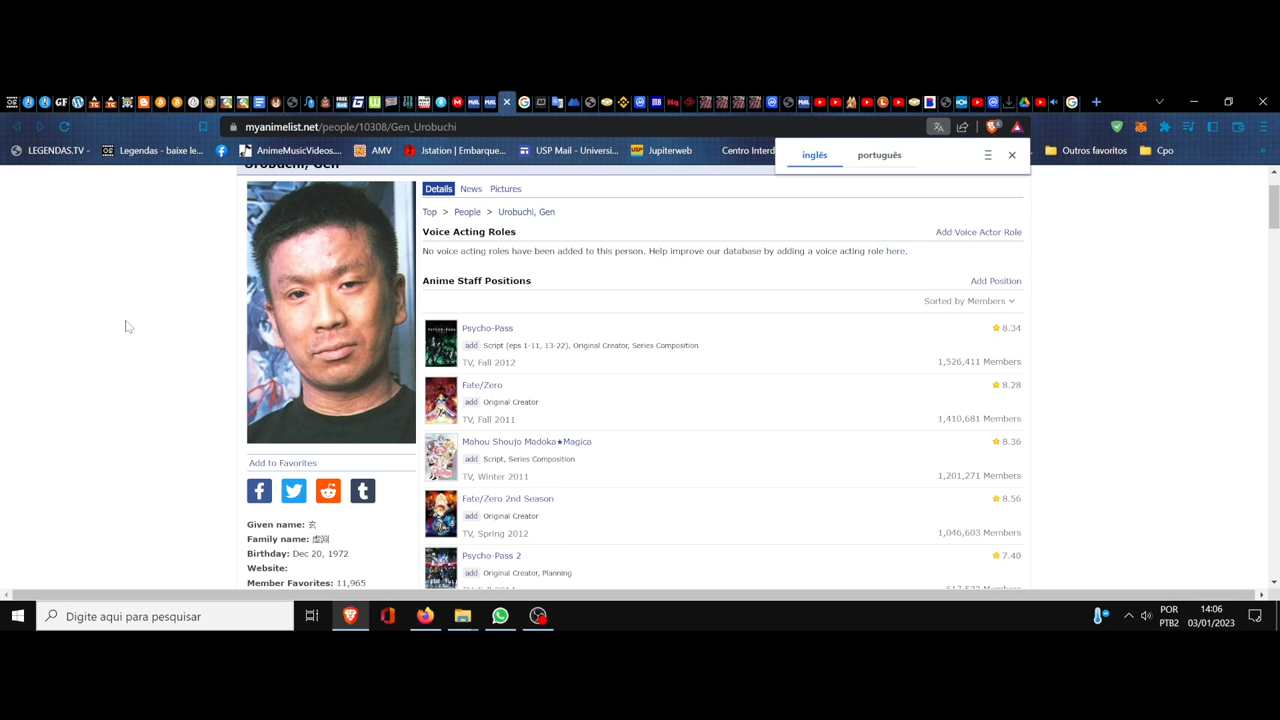 myanimelist.net/people/10308/Gen_Urobuchi
LEGENDAS.TV -
Legendas - baixe le...
AnimeMusicVideos....
AMV
Jstation | Embarque...
USP Mail - Universi...
Jupiterweb
Centro Interd
Outros favoritos
Cpo
inglês
português
Urobuchi, Gen
Details
News
Pictures
Top > People > Urobuchi, Gen
Voice Acting Roles
Add Voice Actor Role
No voice acting roles have been added to this person. Help improve our database by adding a voice acting role here.
Anime Staff Positions
Add Position
Sorted by Members
Psycho-Pass
8.34
add Script (eps 1-11, 13-22), Original Creator, Series Composition
TV, Fall 2012
1,526,411 Members
Fate/Zero
8.28
add Original Creator
TV, Fall 2011
1,410,681 Members
Mahou Shoujo Madoka★Magica
8.36
add Script, Series Composition
TV, Winter 2011
1,201,271 Members
Fate/Zero 2nd Season
8.56
add Original Creator
TV, Spring 2012
1,046,603 Members
Psycho-Pass 2
7.40
add Original Creator, Planning
Add to Favorites
Given name: 玄
Family name: 虚淵
Birthday: Dec 20, 1972
Website:
Member Favorites: 11,965
Digite aqui para pesquisar
POR
PTB2
14:06
03/01/2023